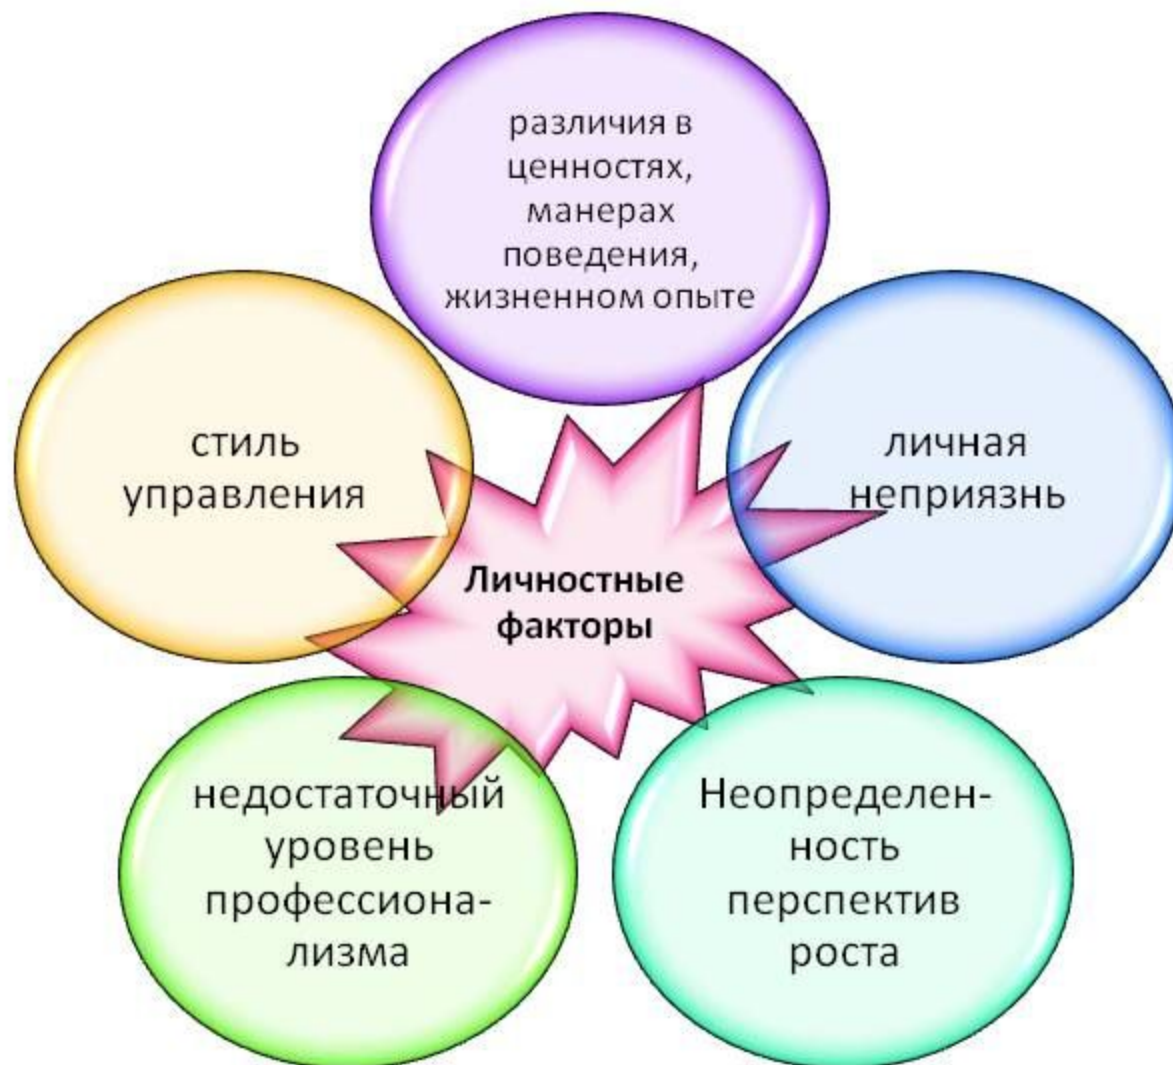 различия в
ценностях,
манерах
поведения,
жизненном опыте
стиль
управления
личная
неприязнь
Личностные
факторы
недостаточный
уровень
профессиона-
лизма
Неопределен-
ность
перспектив
роста